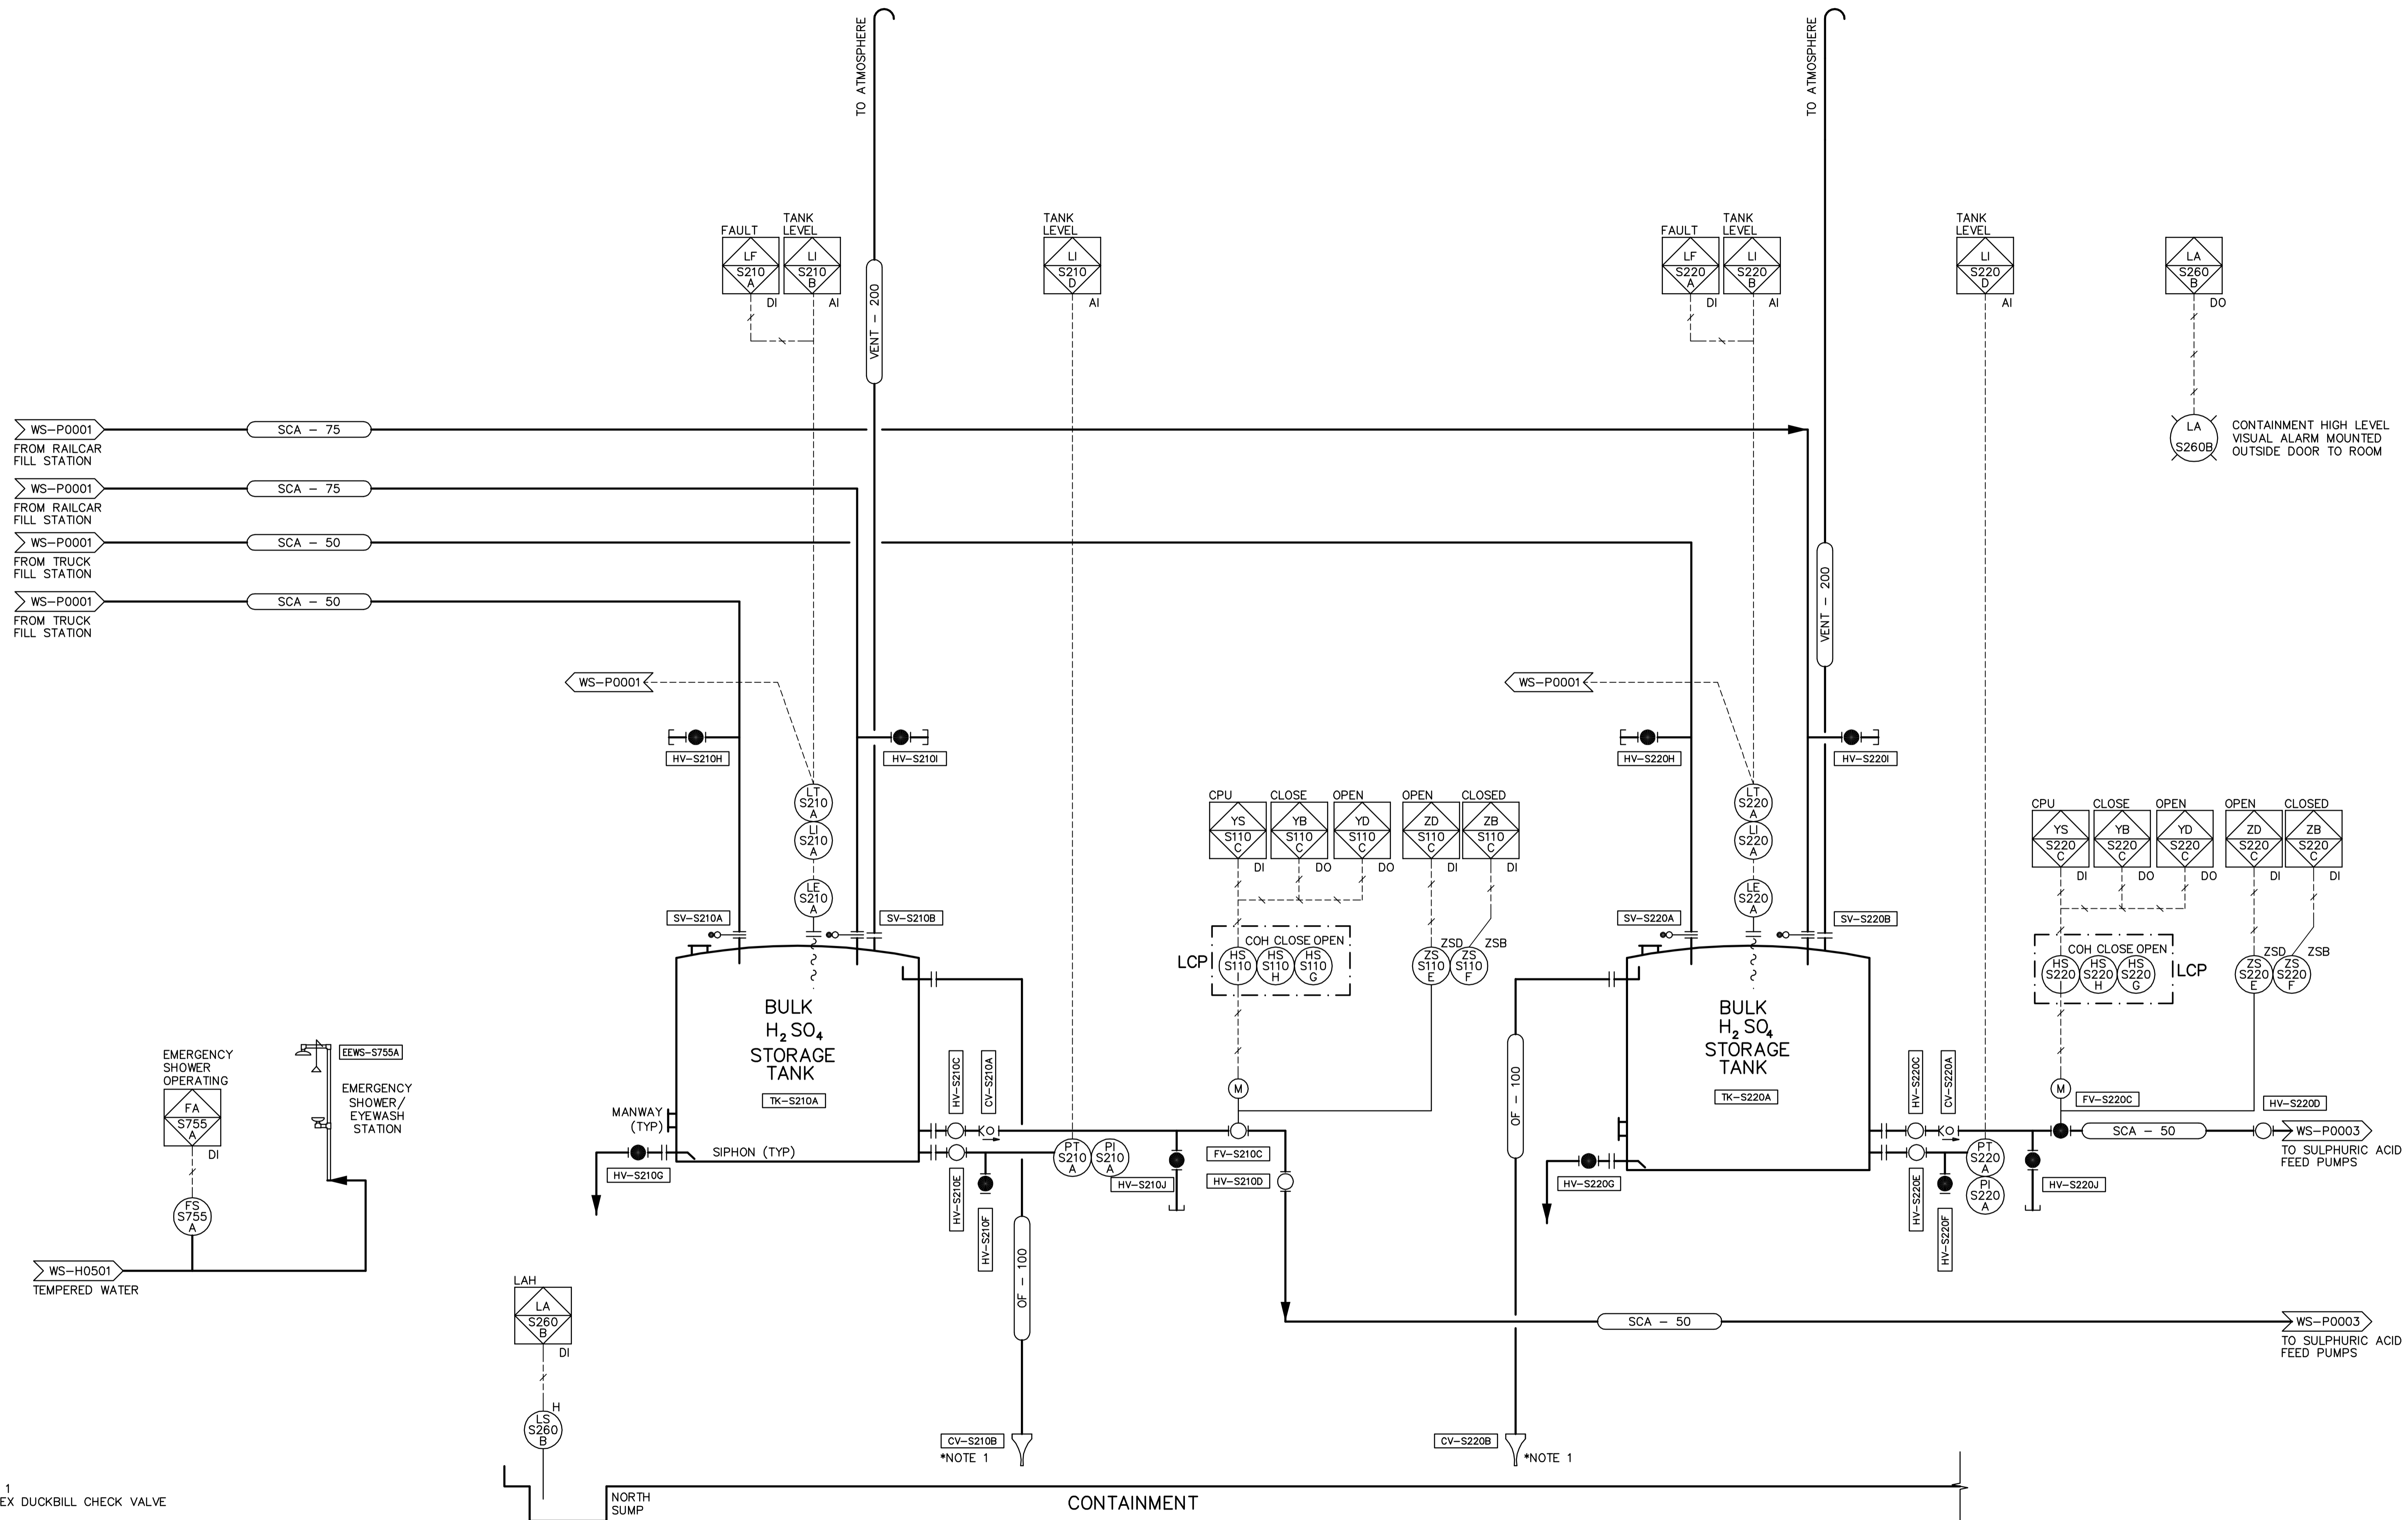 TO ATMOSPHERE
TO ATMOSPHERE
FAULT
LF
S210
A
DI
TANK
LEVEL
LI
S210
B
AI
VENT - 200
TANK
LEVEL
LI
S210
D
AI
FAULT
LF
S220
A
DI
TANK
LEVEL
LI
S220
B
AI
TANK
LEVEL
LI
S220
D
AI
LA
S260
B
DO
LA
S260B
CONTAINMENT HIGH LEVEL
VISUAL ALARM MOUNTED
OUTSIDE DOOR TO ROOM
WS-P0001
SCA - 75
FROM RAILCAR
FILL STATION
WS-P0001
SCA - 75
FROM RAILCAR
FILL STATION
WS-P0001
SCA - 50
FROM TRUCK
FILL STATION
WS-P0001
SCA - 50
FROM TRUCK
FILL STATION
VENT - 200
WS-P0001
WS-P0001
HV-S210H
HV-S210I
HV-S220H
HV-S220I
LT
S210
A
LI
S210
A
LE
S210
A
SV-S210A
SV-S210B
LT
S220
A
LI
S220
A
LE
S220
A
SV-S220A
SV-S220B
CPU
YS
S110
C
DI
CLOSE
YB
S110
C
DO
OPEN
YD
S110
C
DO
OPEN
ZD
S110
C
DI
CLOSED
ZB
S110
C
DI
LCP
COH CLOSE OPEN
HS
S110
HS
S110
H
HS
S110
G
ZSD
ZS
S110
E
ZSB
ZS
S110
F
M
CPU
YS
S220
C
DI
CLOSE
YB
S220
C
DO
OPEN
YD
S220
C
DO
OPEN
ZD
S220
C
DI
CLOSED
ZB
S220
C
DI
COH CLOSE OPEN
HS
S220
HS
S220
H
HS
S220
G
LCP
ZSD
ZS
S220
E
ZSB
ZS
S220
F
M
BULK
H2SO4
STORAGE
TANK
TK-S210A
BULK
H2SO4
STORAGE
TANK
TK-S220A
EMERGENCY
SHOWER
OPERATING
FA
S755
A
DI
FS
S755
A
EEWS-S755A
EMERGENCY
SHOWER/
EYEWASH
STATION
WS-H0501
TEMPERED WATER
MANWAY
(TYP)
SIPHON (TYP)
HV-S210G
HV-S210C
CV-S210A
HV-S210E
HV-S210F
PT
S210
A
PI
S210
A
HV-S210J
FV-S210C
HV-S210D
OF - 100
OF - 100
HV-S220G
HV-S220C
CV-S220A
HV-S220E
HV-S220F
PT
S220
A
PI
S220
A
HV-S220J
FV-S220C
SCA - 50
HV-S220D
WS-P0003
TO SULPHURIC ACID
FEED PUMPS
SCA - 50
WS-P0003
TO SULPHURIC ACID
FEED PUMPS
LAH
LA
S260
B
DI
H
LS
S260
B
CV-S210B
*NOTE 1
CV-S220B
*NOTE 1
1
EX DUCKBILL CHECK VALVE
NORTH
SUMP
CONTAINMENT